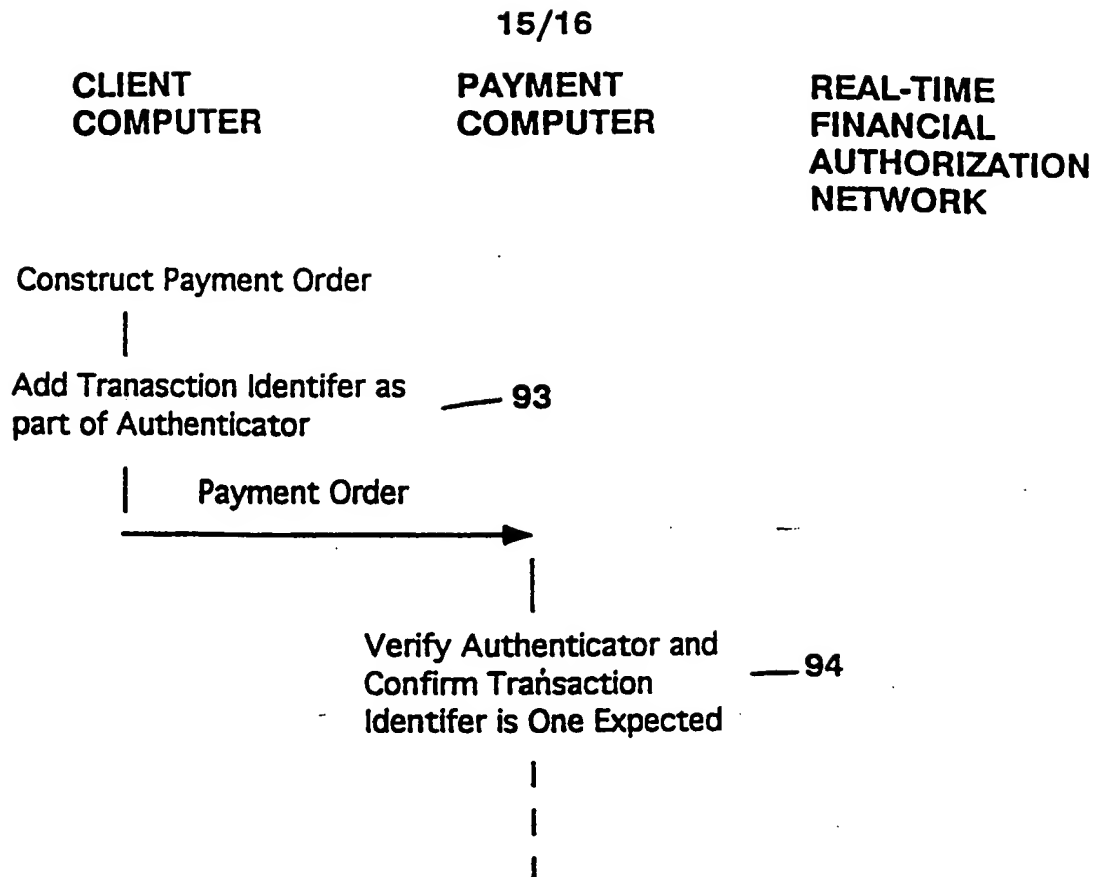 15/16
CLIENT
COMPUTER
PAYMENT
COMPUTER
REAL-TIME
FINANCIAL
AUTHORIZATION
NETWORK
Construct Payment Order
Add Tranasction Identifer as
part of Authenticator
93
Payment Order
Verify Authenticator and
Confirm Transaction
Identifer is One Expected
94